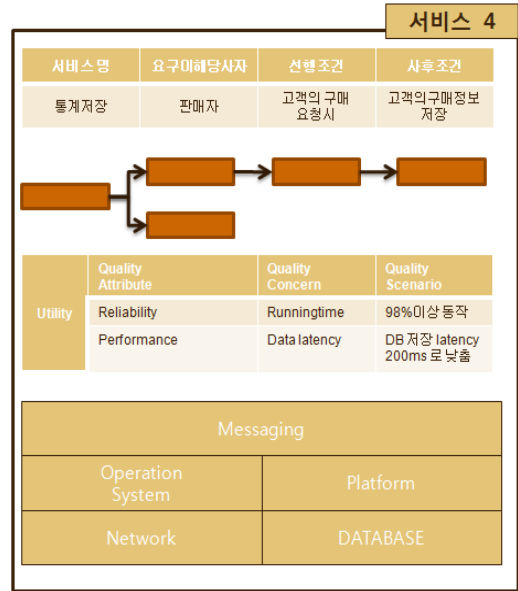 서비스 4
서비스명 요구이해당사자 선행조건 사후조건
통계저장 판매자 고객의 구매 요청시 고객의구매정보 저장
Utility
Quality Attribute Quality Concern Quality Scenario
Reliability Runningtime 98%이상 동작
Performance Data latency DB 저장 latency 200ms 로 낮춤
Messaging
Operation System
Platform
Network
DATABASE